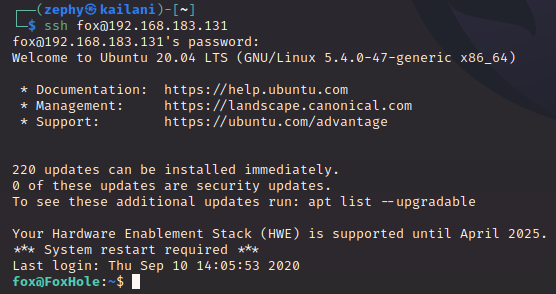 ┌──(zephy㉿kailani)-[~]
└─$ ssh fox@192.168.183.131
fox@192.168.183.131's password:
Welcome to Ubuntu 20.04 LTS (GNU/Linux 5.4.0-47-generic x86_64)
* Documentation: https://help.ubuntu.com
* Management: https://landscape.canonical.com
* Support: https://ubuntu.com/advantage
220 updates can be installed immediately.
0 of these updates are security updates.
To see these additional updates run: apt list --upgradable
Your Hardware Enablement Stack (HWE) is supported until April 2025.
*** System restart required ***
Last login: Thu Sep 10 14:05:53 2020
fox@FoxHole:~$